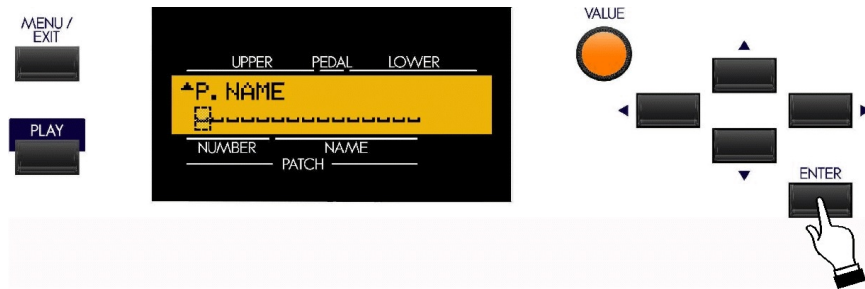 MENU /
EXIT
PLAY
UPPER PEDAL LOWER
P. NAME
NUMBER NAME
PATCH
VALUE
ENTER